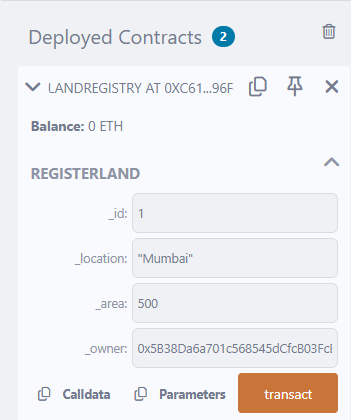 Deployed Contracts 2
LANDREGISTRY AT 0XC61...96F
Balance: 0 ETH
REGISTERLAND
_id: 1
_location: "Mumbai"
_area: 500
_owner: 0x5B38Da6a701c568545dCfcB03Fcl
Calldata Parameters transact